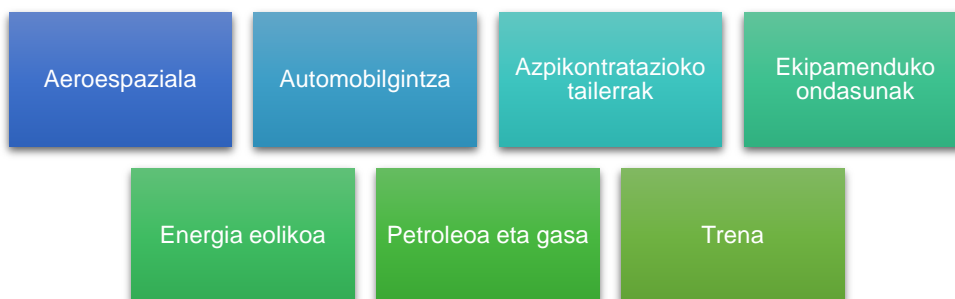 Aeroespaziala
Automobilgintza
Azpikontratazioko
tailerrak
Ekipamenduko
ondasunak
Energia eolikoa
Petroleoa eta gasa
Trena